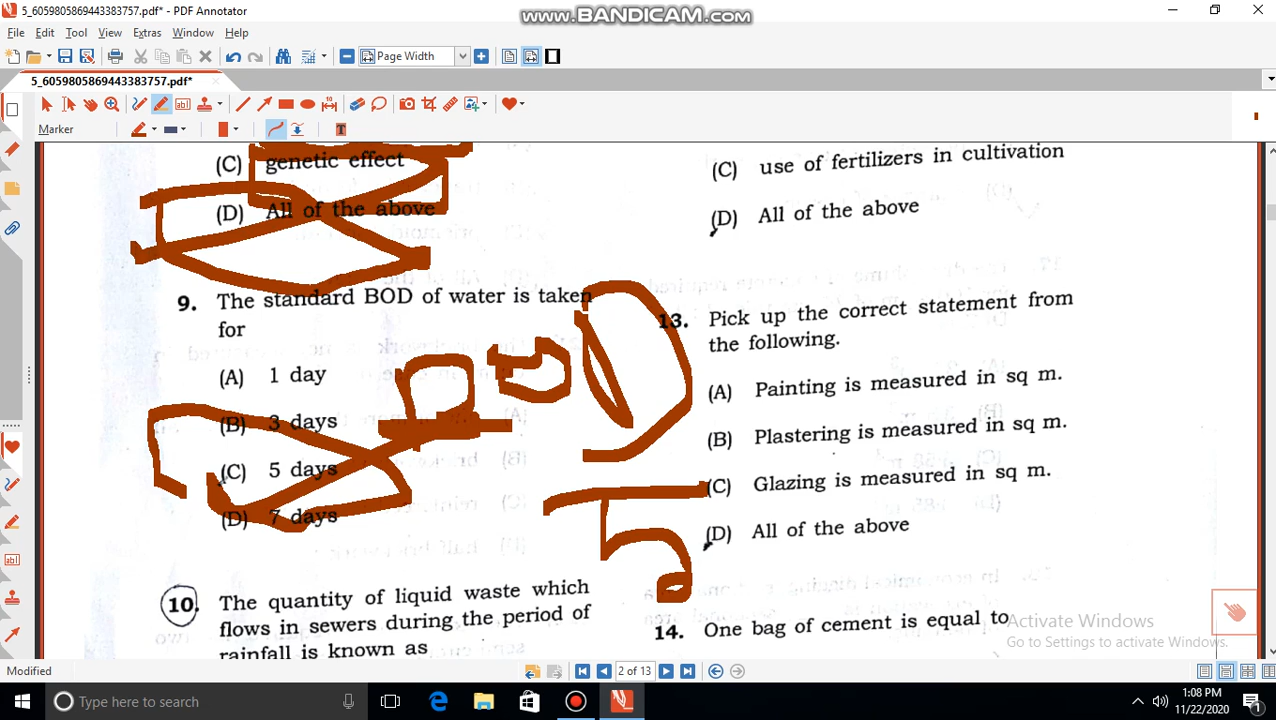 5_6059805869443383757.pdf* - PDF Annotator
www.BANDICAM.com
File Edit Tool View Extras Window Help
Page Width
5_6059805869443383757.pdf*
Marker
(C) genetic effect
(D) All of the above
9. The standard BOD of water is taken
for
(A) 1 day
(B) 3 days
(C) 5 days
(D) 7 days
10. The quantity of liquid waste which
flows in sewers during the period of
rainfall is known as
(C) use of fertilizers in cultivation
(D) All of the above
13. Pick up the correct statement from
the following.
(A) Painting is measured in sq m.
(B) Plastering is measured in sq m.
(C) Glazing is measured in sq m.
(D) All of the above
14. One bag of cement is equal to
Activate Windows
Go to Settings to activate Windows.
Modified
2 of 13
Type here to search
1:08 PM
11/22/2020